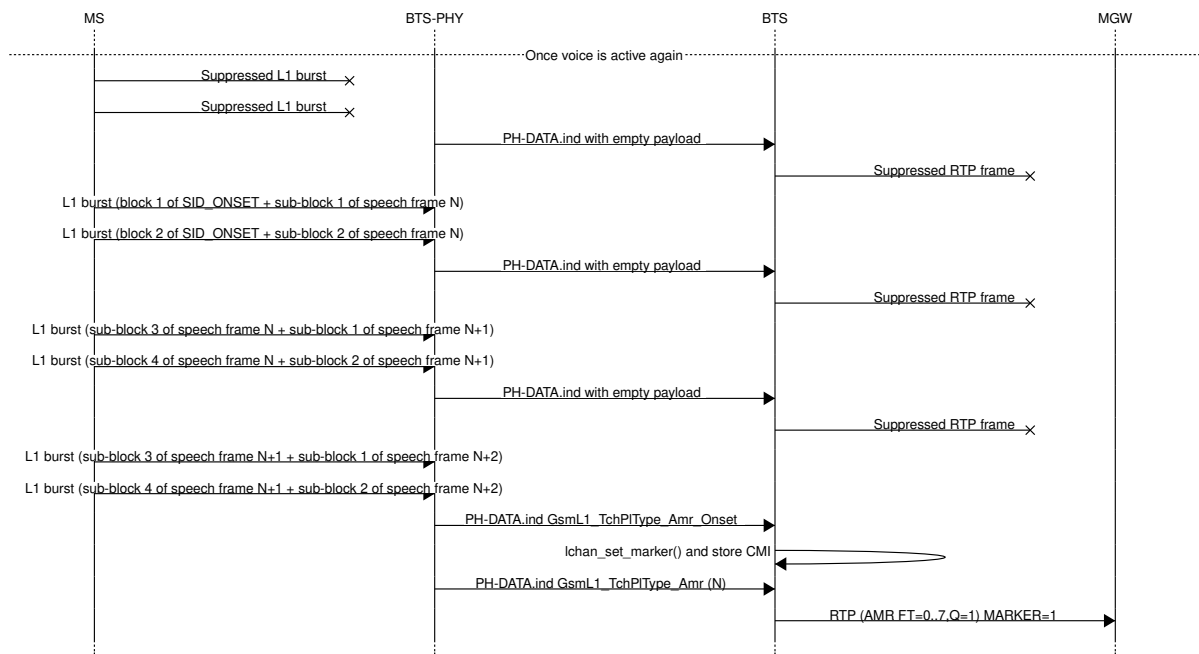 MS BTS-PHY BTS MGW
Once voice is active again
Suppressed L1 burst
Suppressed L1 burst
PH-DATA.ind with empty payload
Suppressed RTP frame
L1 burst (block 1 of SID_ONSET + sub-block 1 of speech frame N)
L1 burst (block 2 of SID_ONSET + sub-block 2 of speech frame N)
PH-DATA.ind with empty payload
Suppressed RTP frame
L1 burst (sub-block 3 of speech frame N + sub-block 1 of speech frame N+1)
L1 burst (sub-block 4 of speech frame N + sub-block 2 of speech frame N+1)
PH-DATA.ind with empty payload
Suppressed RTP frame
L1 burst (sub-block 3 of speech frame N+1 + sub-block 1 of speech frame N+2)
L1 burst (sub-block 4 of speech frame N+1 + sub-block 2 of speech frame N+2)
PH-DATA.ind GsmL1_TchPlType_Amr_Onset
lchan_set_marker() and store CMI
PH-DATA.ind GsmL1_TchPlType_Amr (N)
RTP (AMR FT=0..7,Q=1) MARKER=1